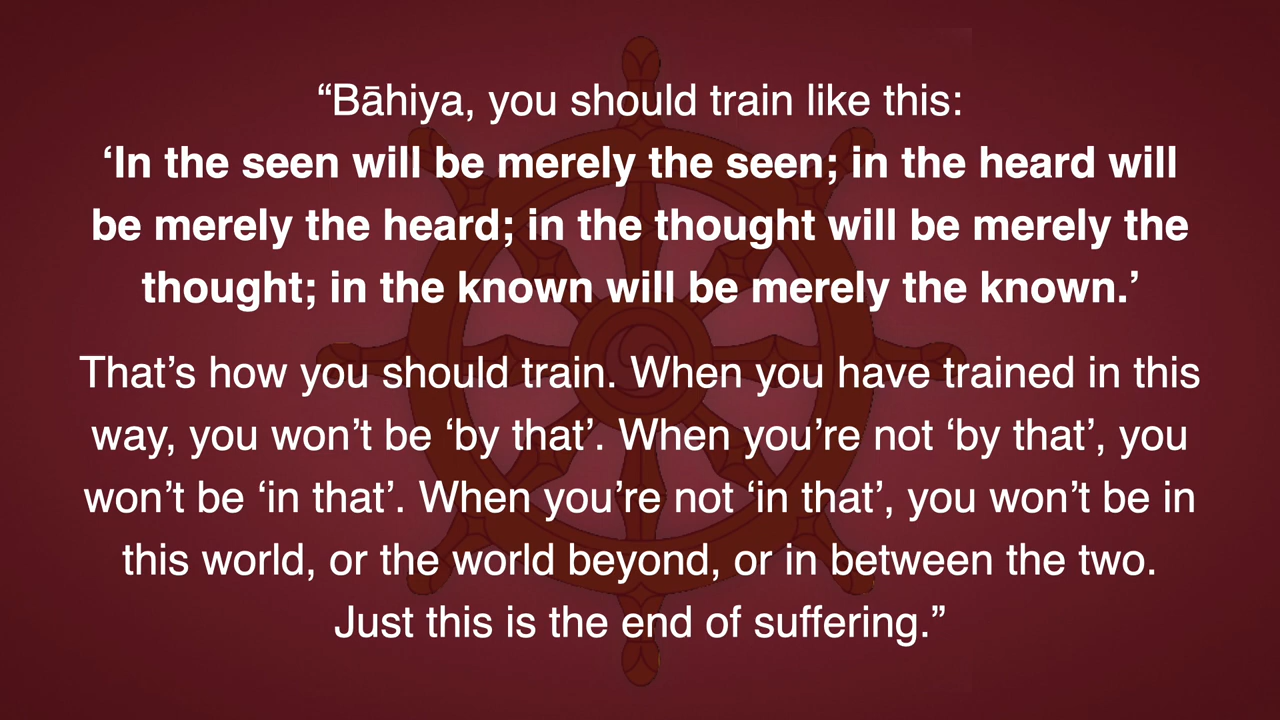 “Bāhiya, you should train like this:
‘In the seen will be merely the seen; in the heard will
be merely the heard; in the thought will be merely the
thought; in the known will be merely the known.’
That’s how you should train. When you have trained in this
way, you won’t be ‘by that’. When you’re not ‘by that’, you
won’t be ‘in that’. When you’re not ‘in that’, you won’t be in
this world, or the world beyond, or in between the two.
Just this is the end of suffering.”